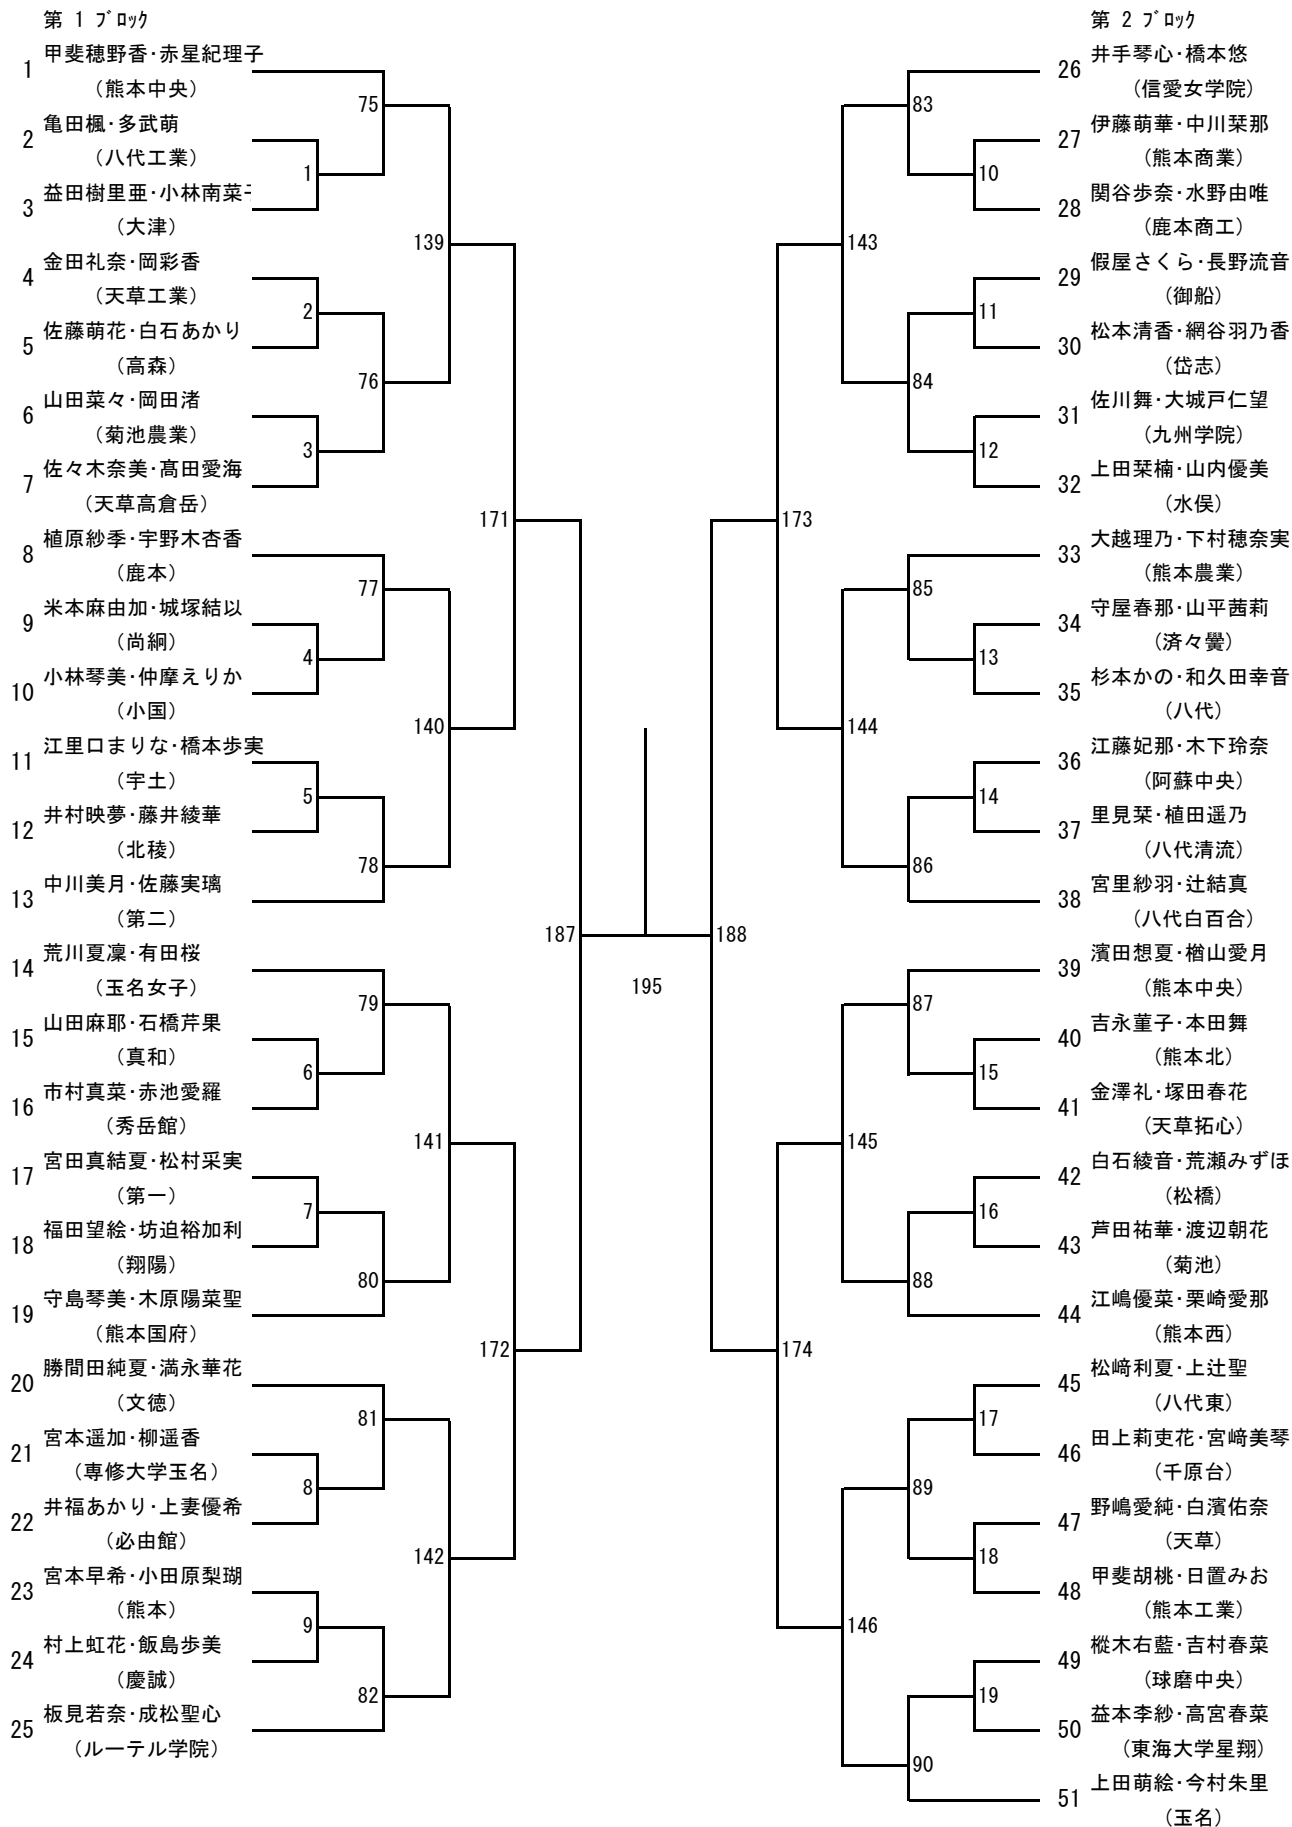 第 1 ブロック
1 甲斐穂野香･赤星紀理子
（熊本中央）
2 亀田楓･多武萌
（八代工業）
3 益田樹里亜･小林南菜
（大津）
4 金田礼奈･岡彩香
（天草工業）
5 佐藤萌花･白石あかり
（高森）
6 山田菜々･岡田渚
（菊池農業）
7 佐々木奈美･髙田愛海
（天草高倉岳）
8 植原紗季･宇野木杏香
（鹿本）
9 米本麻由加･城塚結以
（尚絅）
10 小林琴美･仲摩えりか
（小国）
11 江里口まりな･橋本歩実
（宇土）
12 井村映夢･藤井綾華
（北稜）
13 中川美月･佐藤実璃
（第二）
14 荒川夏凜･有田桜
（玉名女子）
15 山田麻耶･石橋芹果
（真和）
16 市村真菜･赤池愛羅
（秀岳館）
17 宮田真結夏･松村采実
（第一）
18 福田望絵･坊迫裕加利
（翔陽）
19 守島琴美･木原陽菜聖
（熊本国府）
20 勝間田純夏･満永華花
（文徳）
21 宮本遥加･柳遥香
（専修大学玉名）
22 井福あかり･上妻優希
（必由館）
23 宮本早希･小田原梨瑚
（熊本）
24 村上虹花･飯島歩美
（慶誠）
25 板見若奈･成松聖心
（ルーテル学院）
1
2
3
4
5
6
7
8
9
75
76
77
78
79
80
81
82
139
140
141
142
171
172
187
195
188
173
174
143
144
145
146
83
84
85
86
87
88
89
90
10
11
12
13
14
15
16
17
18
19
第 2 ブロック
26 井手琴心･橋本悠
（信愛女学院）
27 伊藤萌華･中川栞那
（熊本商業）
28 関谷歩奈･水野由唯
（鹿本商工）
29 假屋さくら･長野流音
（御船）
30 松本清香･網谷羽乃香
（岱志）
31 佐川舞･大城戸仁望
（九州学院）
32 上田栞楠･山内優美
（水俣）
33 大越理乃･下村穂奈実
（熊本農業）
34 守屋春那･山平茜莉
（済々黌）
35 杉本かの･和久田幸音
（八代）
36 江藤妃那･木下玲奈
（阿蘇中央）
37 里見栞･植田遥乃
（八代清流）
38 宮里紗羽･辻結真
（八代白百合）
39 濱田想夏･楢山愛月
（熊本中央）
40 吉永菫子･本田舞
（熊本北）
41 金澤礼･塚田春花
（天草拓心）
42 白石綾音･荒瀬みずほ
（松橋）
43 芦田祐華･渡辺朝花
（菊池）
44 江嶋優菜･栗崎愛那
（熊本西）
45 松﨑利夏･上辻聖
（八代東）
46 田上莉吏花･宮﨑美琴
（千原台）
47 野嶋愛純･白濱佑奈
（天草）
48 甲斐胡桃･日置みお
（熊本工業）
49 樅木右藍･吉村春菜
（球磨中央）
50 益本李紗･高宮春菜
（東海大学星翔）
51 上田萌絵･今村朱里
（玉名）